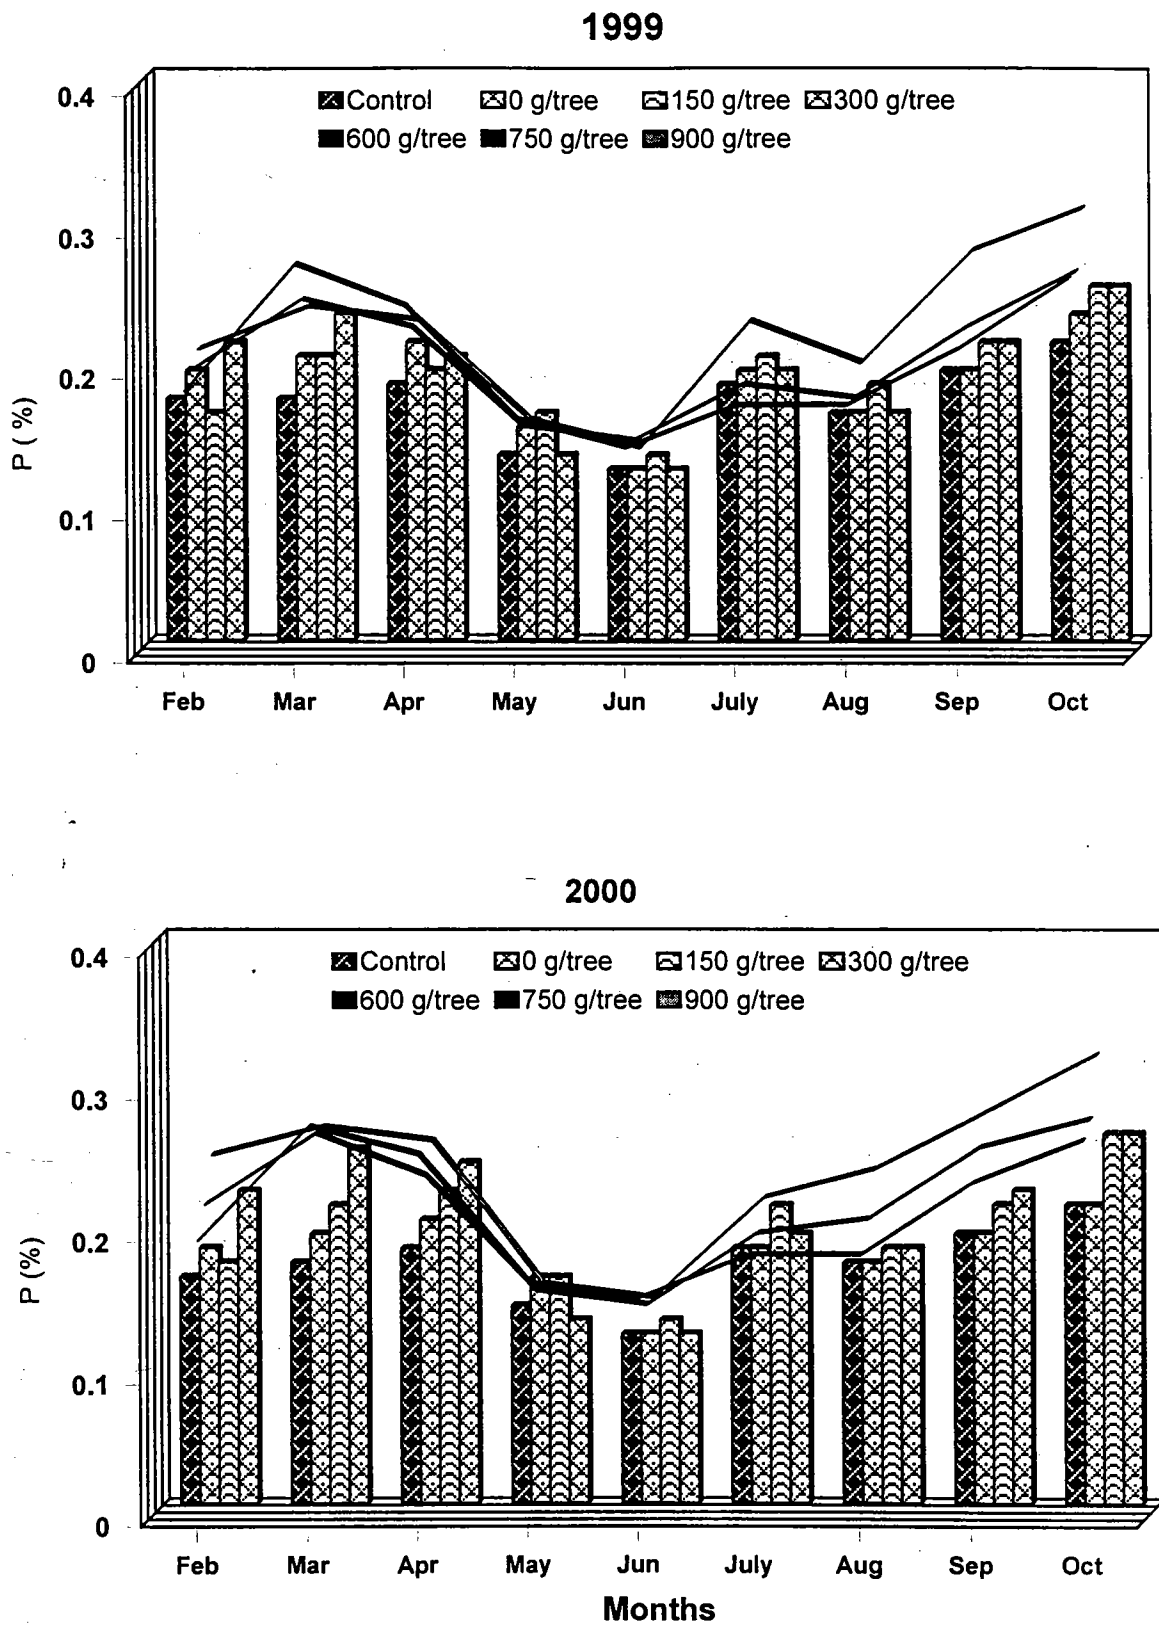 1999
0.4
Control 0 g/tree 150 g/tree 300 g/tree
600 g/tree 750 g/tree 900 g/tree
0.3
0.2
P ( %)
0.1
0
Feb Mar Apr May Jun July Aug Sep Oct
2000
0.4
Control 0 g/tree 150 g/tree 300 g/tree
600 g/tree 750 g/tree 900 g/tree
0.3
0.2
P (%)
0.1
0
Feb Mar Apr May Jun July Aug Sep Oct
Months